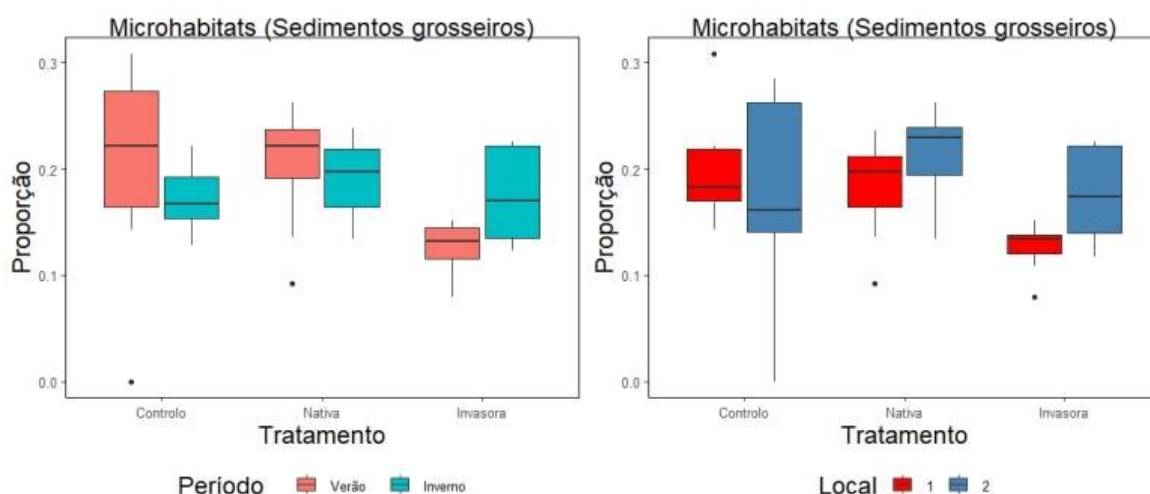 Microhabitats (Sedimentos grosseiros)
0.3
0.2
0.1
0.0
Proporção
Controlo Nativa Invasora
Tratamento
Período Verão Inverno
Microhabitats (Sedimentos grosseiros)
0.3
0.2
0.1
0.0
Proporção
Controlo Nativa Invasora
Tratamento
Local 1 2